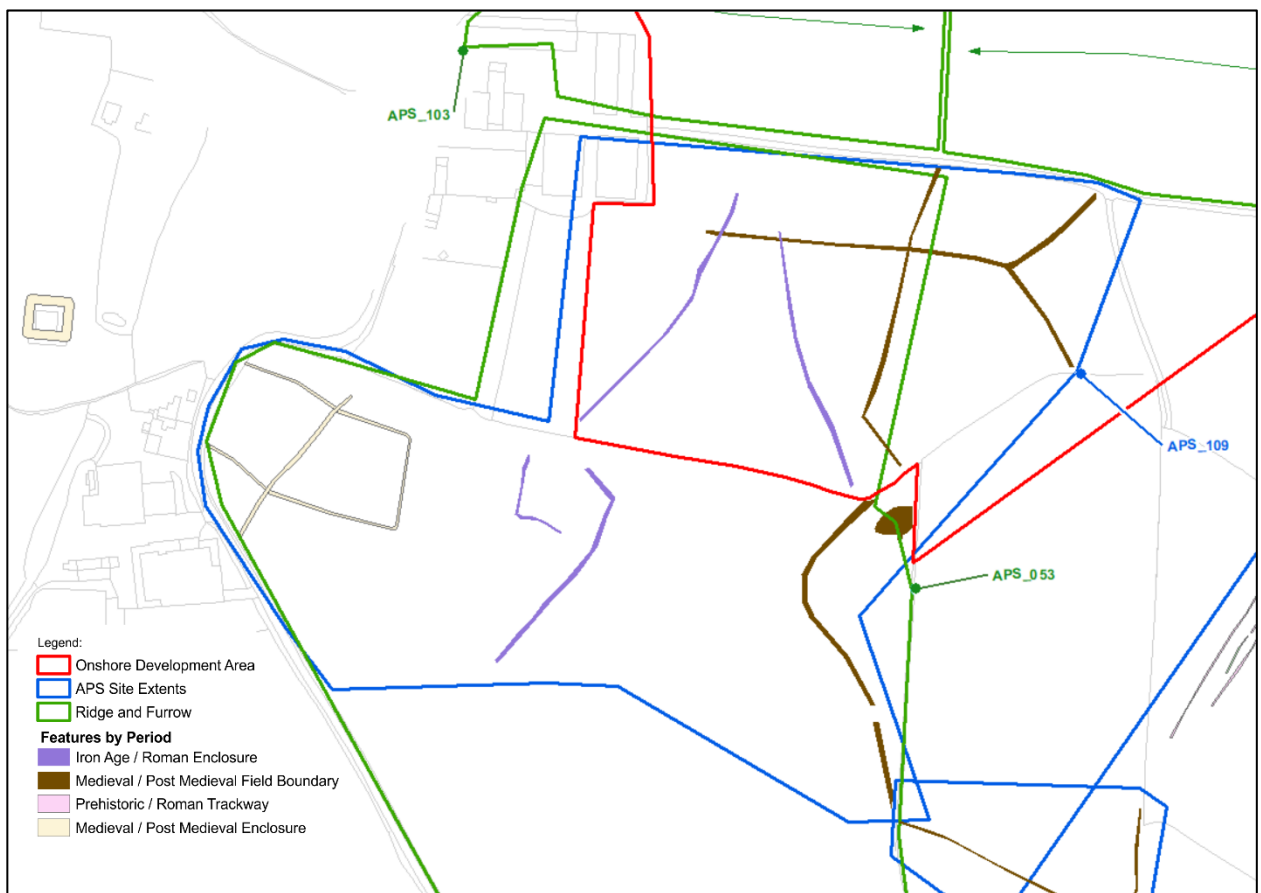 APS_103
APS_109
APS_053
Legend:
Onshore Development Area
APS Site Extents
Ridge and Furrow
Features by Period
Iron Age / Roman Enclosure
Medieval / Post Medieval Field Boundary
Prehistoric / Roman Trackway
Medieval / Post Medieval Enclosure